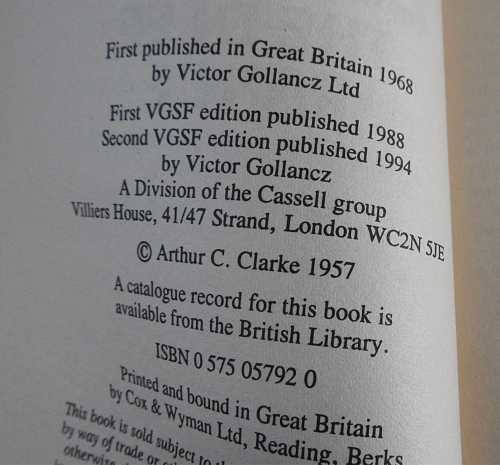 First published in Great Britain 1968
by Victor Gollancz Ltd
First VGSF edition published 1988
Second VGSF edition published 1994
by Victor Gollancz
A Division of the Cassell group
Villiers House, 41/47 Strand, London WC2N 5JE
© Arthur C. Clarke 1957
A catalogue record for this book is
available from the British Library.
ISBN 0 575 05792 0
Printed and bound in Great Britain
by Cox & Wyman Ltd, Reading, Berks
This book is sold subject to the
by way of trade or
otherwise